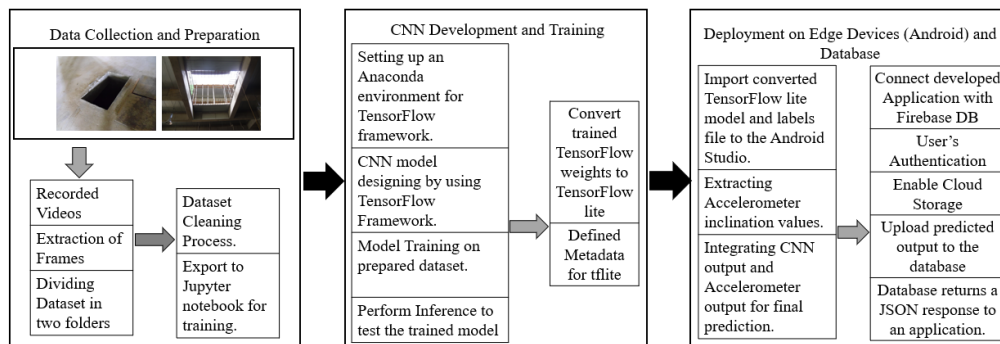 Data Collection and Preparation
Recorded
Videos
Extraction of
Frames
Dividing
Dataset in
two folders
Dataset
Cleaning
Process.
Export to
Jupyter
notebook for
training.
CNN Development and Training
Setting up an
Anaconda
environment for
TensorFlow
framework.
CNN model
designing by using
TensorFlow
Framework.
Model Training on
prepared dataset.
Perform Inference to
test the trained model
Convert
trained
TensorFlow
weights to
TensorFlow
lite
Defined
Metadata
for tflite
Deployment on Edge Devices (Android) and
Database
Import converted
TensorFlow lite
model and labels
file to the Android
Studio.
Extracting
Accelerometer
inclination values.
Integrating CNN
output and
Accelerometer
output for final
prediction.
Connect developed
Application with
Firebase DB
User's
Authentication
Enable Cloud
Storage
Upload predicted
output to the
database
Database returns a
JSON response to
an application.